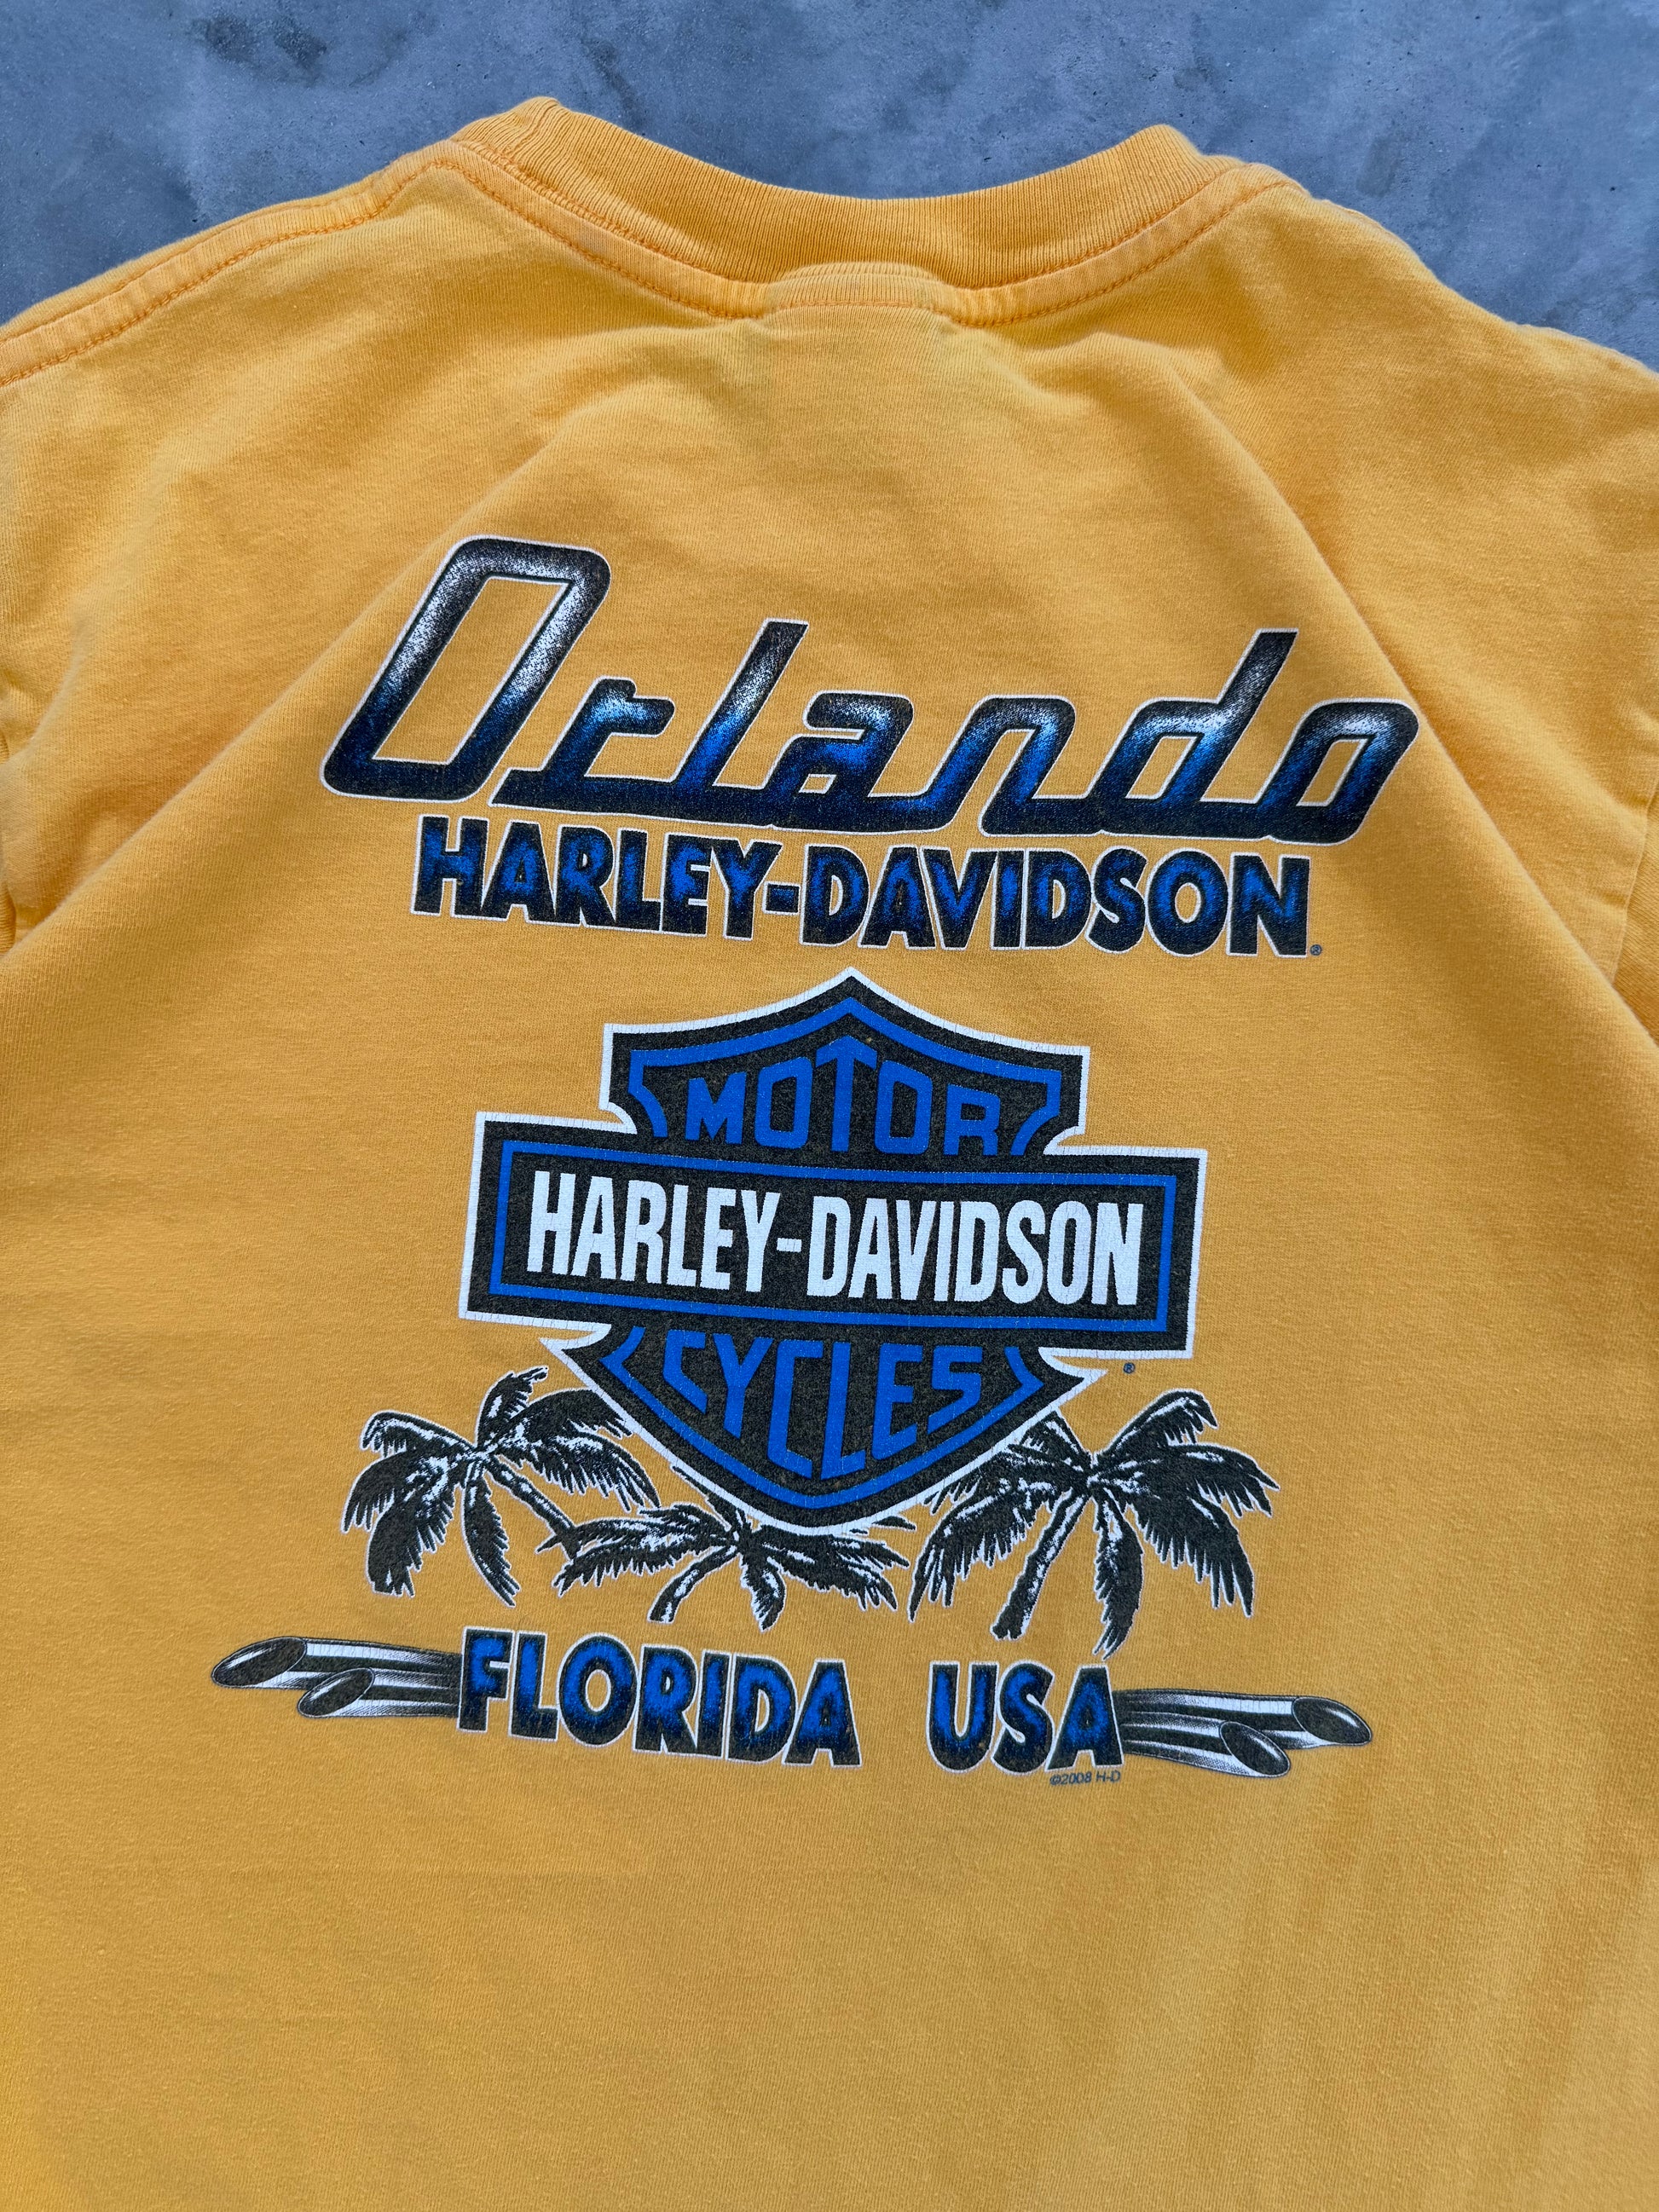 Orlando
HARLEY-DAVIDSON®
MOTOR
HARLEY-DAVIDSON
CYCLES
®
FLORIDA USA
©2008 H-D